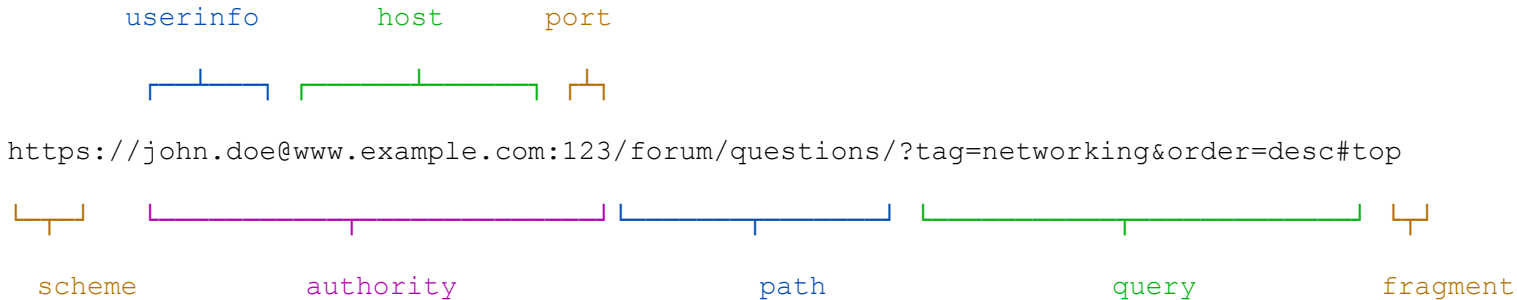 userinfo host port
https://john.doe@www.example.com:123/forum/questions/?tag=networking&order=desc#top
scheme authority path query fragment